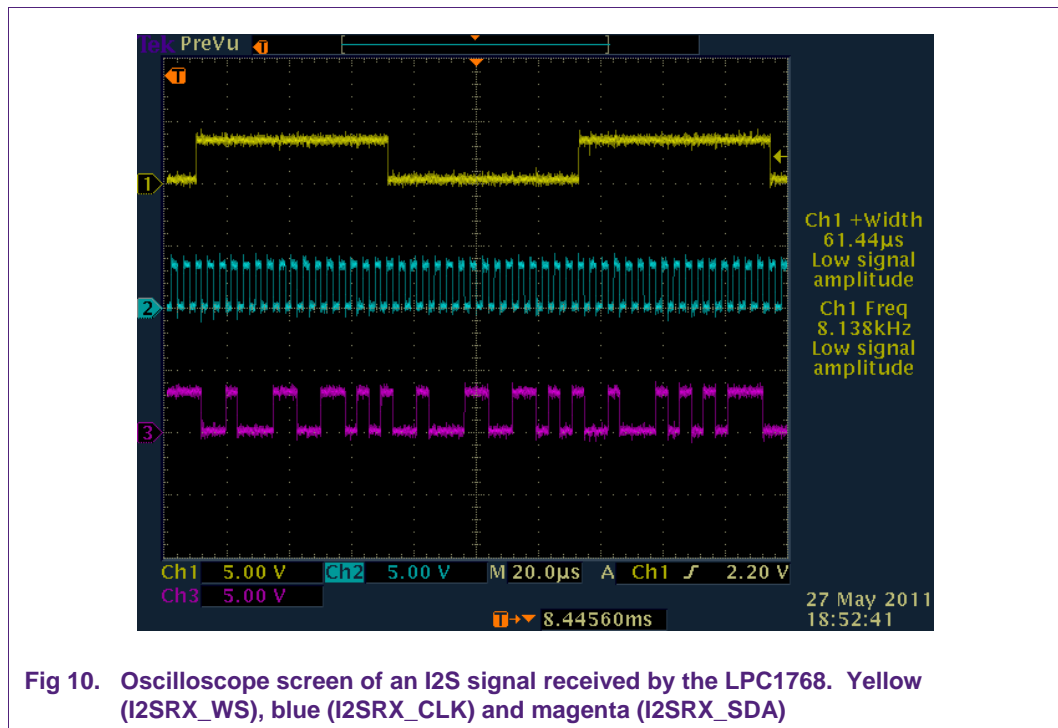 Tek PreVu
T
T
1
2
3
Ch1 +Width
61.44µs
Low signal
amplitude
Ch1 Freq
8.138kHz
Low signal
amplitude
Ch1 5.00 V Ch2 5.00 V M 20.0µs A Ch1 2.20 V
Ch3 5.00 V
T 8.44560ms
27 May 2011
18:52:41
Fig 10. Oscilloscope screen of an I2S signal received by the LPC1768. Yellow
(I2SRX_WS), blue (I2SRX_CLK) and magenta (I2SRX_SDA)